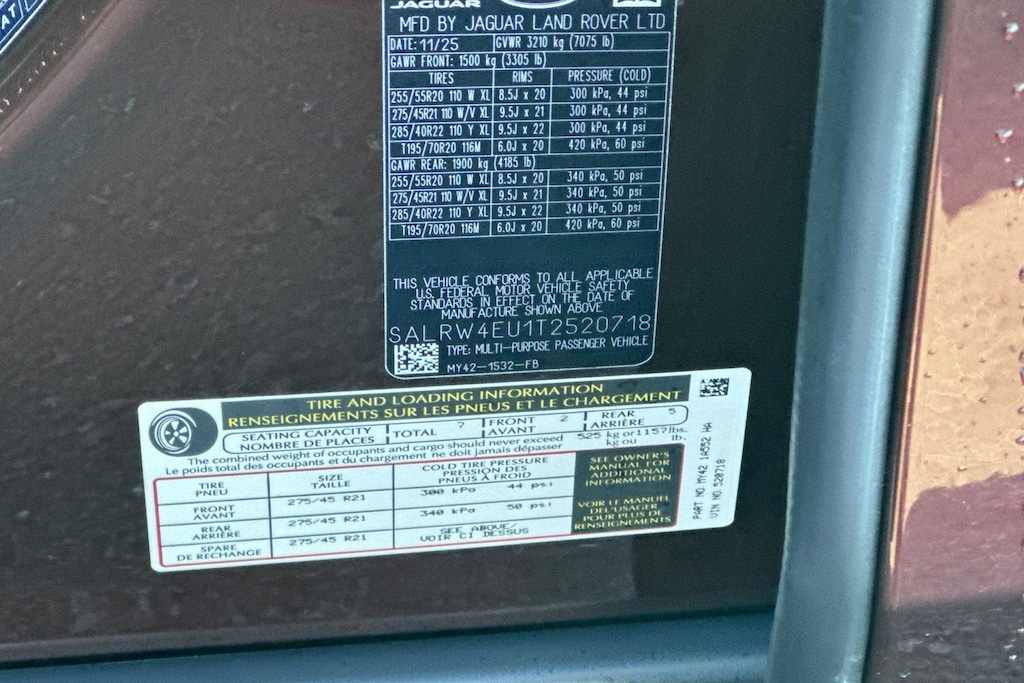 AT
JAGUAR
MFD BY JAGUAR LAND ROVER LTD
DATE: 11/25 GVWR 3210 kg (7075 lb)
GAWR FRONT: 1500 kg (3305 lb)
TIRES RIMS PRESSURE (COLD)
255/55R20 110 W XL 8.5J x 20 300 kPa, 44 psi
275/45R21 110 W/V XL 9.5J x 21 300 kPa, 44 psi
285/40R22 110 Y XL 9.5J x 22 300 kPa, 44 psi
T195/70R20 116M 6.0J x 20 420 kPa, 60 psi
GAWR REAR: 1900 kg (4185 lb)
255/55R20 110 W XL 8.5J x 20 340 kPa, 50 psi
275/45R21 110 W/V XL 9.5J x 21 340 kPa, 50 psi
285/40R22 110 Y XL 9.5J x 22 340 kPa, 50 psi
T195/70R20 116M 6.0J x 20 420 kPa, 60 psi
THIS VEHICLE CONFORMS TO ALL APPLICABLE
U.S. FEDERAL MOTOR VEHICLE SAFETY
STANDARDS IN EFFECT ON THE DATE OF
MANUFACTURE SHOWN ABOVE
SALRW4EU1T2520718
TYPE: MULTI-PURPOSE PASSENGER VEHICLE
MY42-1532-FB
TIRE AND LOADING INFORMATION
RENSEIGNEMENTS SUR LES PNEUS ET LE CHARGEMENT
SEATING CAPACITY
NOMBRE DE PLACES
TOTAL 7
FRONT 2
AVANT
REAR 5
ARRIÈRE
The combined weight of occupants and cargo should never exceed 525 kg or 1157lbs.
Le poids total des occupants et du chargement ne doit jamais dépasser kg ou lb.
TIRE
PNEU
SIZE
TAILLE
COLD TIRE PRESSURE
PRESSION DES
PNEUS À FROID
FRONT
AVANT
275/45 R21 300 kPa 44 psi
REAR
ARRIÈRE
275/45 R21 340 kPa 50 psi
SPARE
DE RECHANGE
275/45 R21
SEE ABOVE/
VOIR CI DESSUS
SEE OWNER'S
MANUAL FOR
ADDITIONAL
INFORMATION
VOIR LE MANUEL
DE L'USAGER
POUR PLUS DE
RENSEIGNEMENTS
PART NO: MY42 1A552 HA
VIN NO: 520718